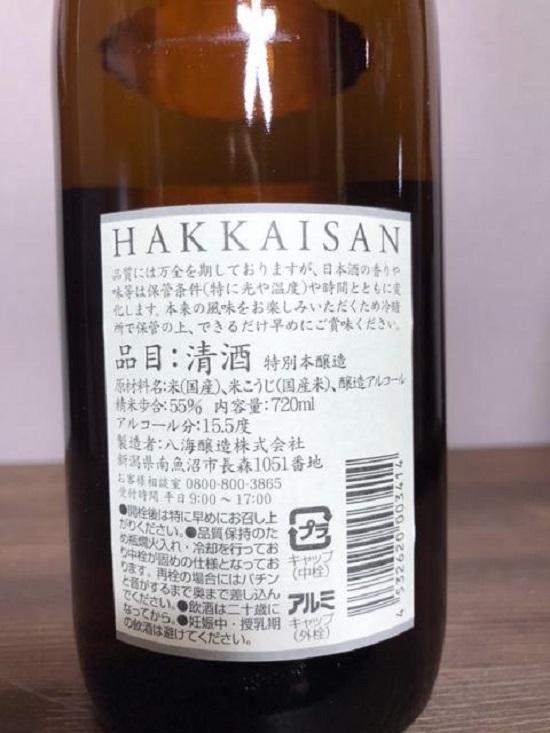 HAKKAISAN
品質には万全を期しておりますが、日本酒の香りや
味等は保管条件(特に光や温度)や時間とともに変
化します。本来の風味をお楽しみいただくため冷暗
所で保管の上、できるだけ早めにご賞味ください。
品目:清酒 特別本醸造
原材料名:米(国産)、米こうじ(国産米)、醸造アルコール
精米歩合:55% 内容量:720ml
アルコール分:15.5度
製造者:八海醸造株式会社
新潟県南魚沼市長森1051番地
お客様相談室 0800-800-3865
受付時間 平日9:00〜17:00
●開栓後は特に早めにお召し上
がりください。●品質保持のた
め瓶燗火入れ・冷却を行ってお
り中栓が固めの仕様となっており
ます。再栓の場合にはパチン
と音がするまで奥まで差し込ん
でください。●飲酒は二十歳に
なってから。●妊娠中・授乳期
の飲酒は避けてください。
プラ
キャップ
(中栓)
アルミ
キャップ
(外栓)
4 532620 003414